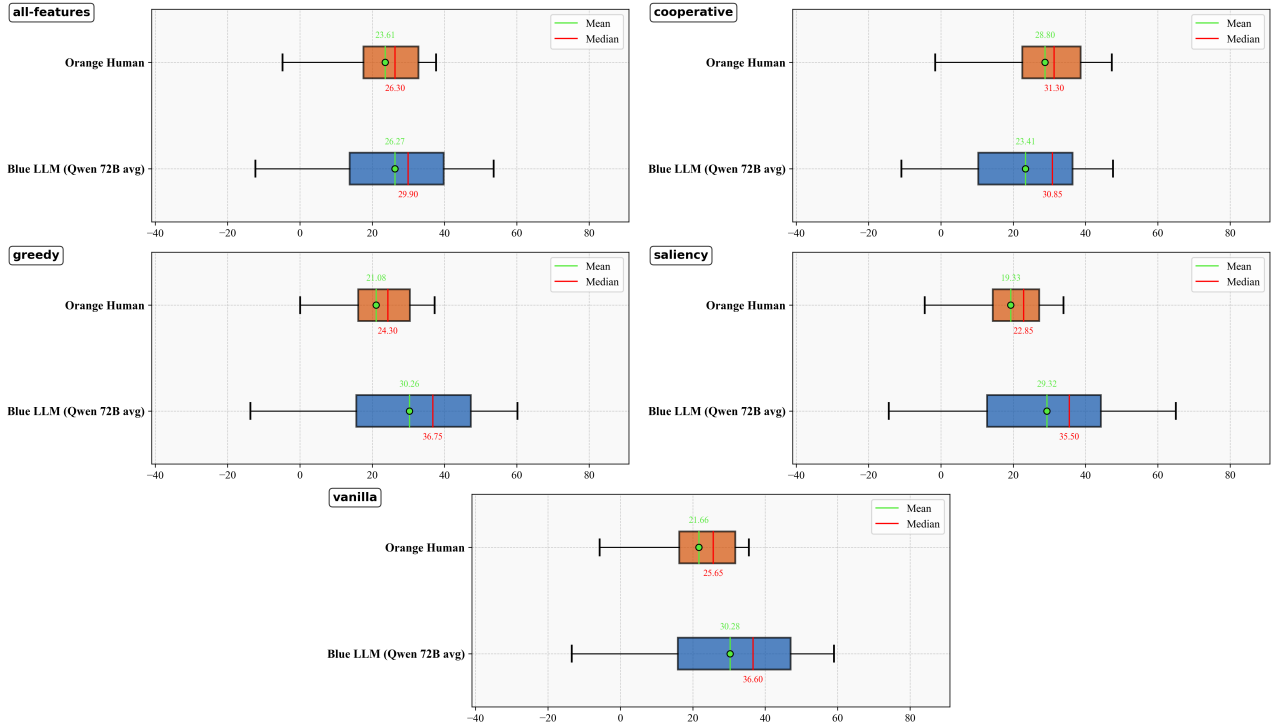 all-features
Mean
Median
23.61
Orange Human
26.30
26.27
Blue LLM (Qwen 72B avg)
29.90
−40 −20 0 20 40 60 80
cooperative
Mean
Median
28.80
Orange Human
31.30
23.41
Blue LLM (Qwen 72B avg)
30.85
−40 −20 0 20 40 60 80
greedy
Mean
Median
21.08
Orange Human
24.30
30.26
Blue LLM (Qwen 72B avg)
36.75
−40 −20 0 20 40 60 80
saliency
Mean
Median
19.33
Orange Human
22.85
29.32
Blue LLM (Qwen 72B avg)
35.50
−40 −20 0 20 40 60 80
vanilla
Mean
Median
21.66
Orange Human
25.65
30.28
Blue LLM (Qwen 72B avg)
36.60
−40 −20 0 20 40 60 80